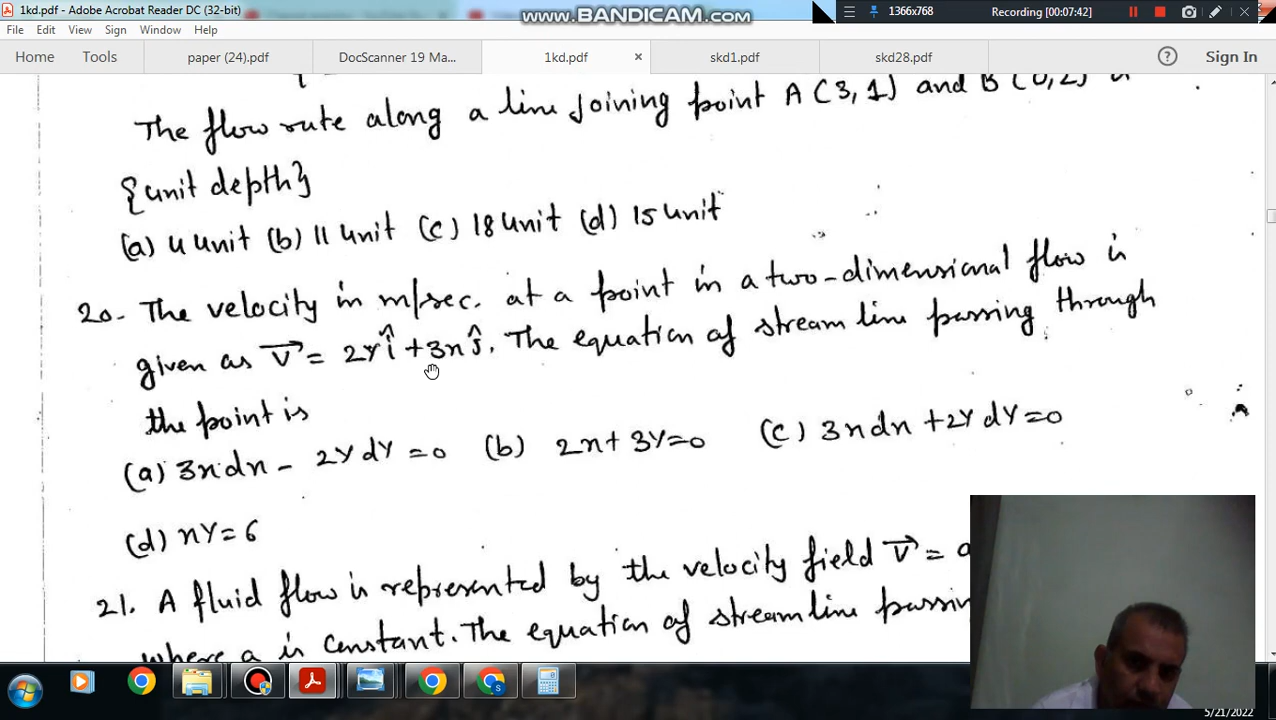 1kd.pdf - Adobe Acrobat Reader DC (32-bit)
www.BANDICAM.com
1366x768
Recording [00:07:42]
File Edit View Sign Window Help
Home Tools paper (24).pdf DocScanner 19 Ma... 1kd.pdf × skd1.pdf skd28.pdf ? Sign In
The flow rate along a line joining point A (3, 1) and B (0, 2) is
{unit depth}
(a) 4 unit (b) 11 unit (c) 18 unit (d) 15 unit
20. The velocity in m/sec. at a point in a two-dimensional flow is
given as V⃗ = 2y î + 3x ĵ. The equation of stream line passing through
the point is
(a) 3x dx - 2y dy = 0 (b) 2x + 3y = 0 (c) 3x dx + 2y dy = 0
(d) xy = 6
21. A fluid flow is represented by the velocity field V⃗ = a
where a is constant. The equation of stream line passin
5/21/2022